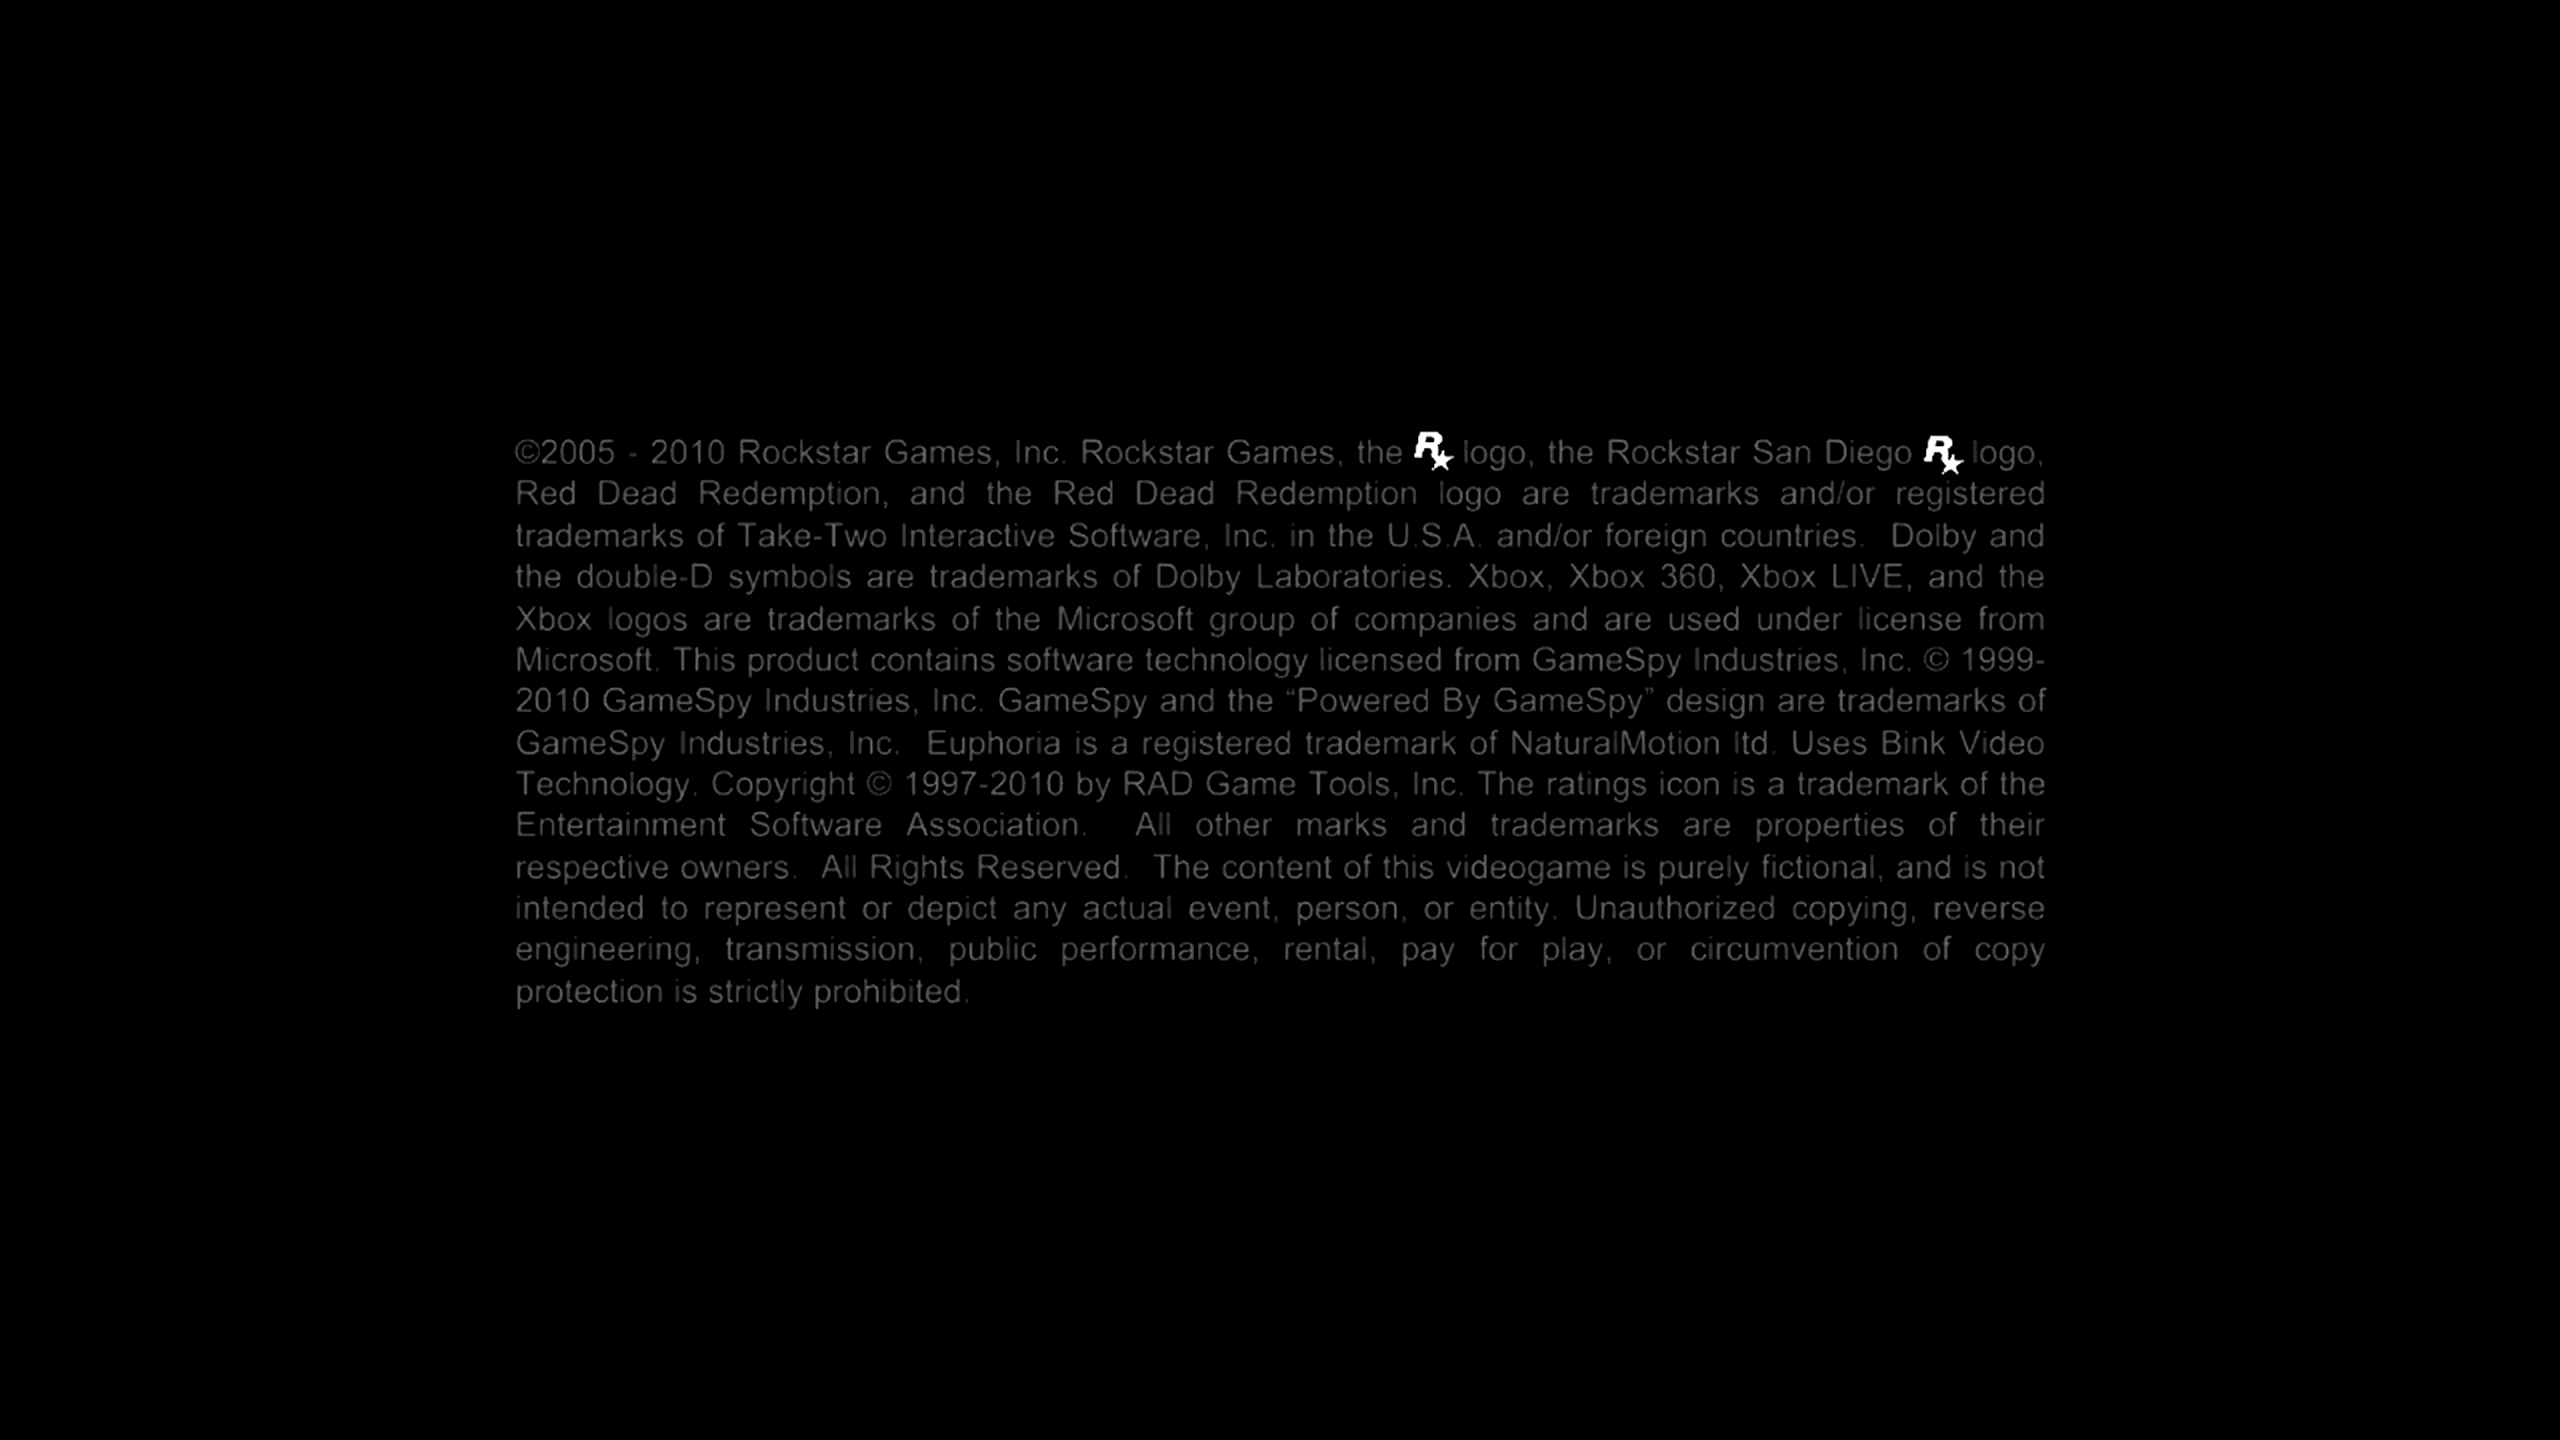 ©2005 - 2010 Rockstar Games, Inc. Rockstar Games, the R★ logo, the Rockstar San Diego R★ logo,
Red Dead Redemption, and the Red Dead Redemption logo are trademarks and/or registered
trademarks of Take-Two Interactive Software, Inc. in the U.S.A. and/or foreign countries.  Dolby and
the double-D symbols are trademarks of Dolby Laboratories. Xbox, Xbox 360, Xbox LIVE, and the
Xbox logos are trademarks of the Microsoft group of companies and are used under license from
Microsoft. This product contains software technology licensed from GameSpy Industries, Inc. © 1999-
2010 GameSpy Industries, Inc. GameSpy and the “Powered By GameSpy” design are trademarks of
GameSpy Industries, Inc.  Euphoria is a registered trademark of NaturalMotion ltd. Uses Bink Video
Technology. Copyright © 1997-2010 by RAD Game Tools, Inc. The ratings icon is a trademark of the
Entertainment Software Association.  All other marks and trademarks are properties of their
respective owners.  All Rights Reserved.  The content of this videogame is purely fictional, and is not
intended to represent or depict any actual event, person, or entity. Unauthorized copying, reverse
engineering, transmission, public performance, rental, pay for play, or circumvention of copy
protection is strictly prohibited.